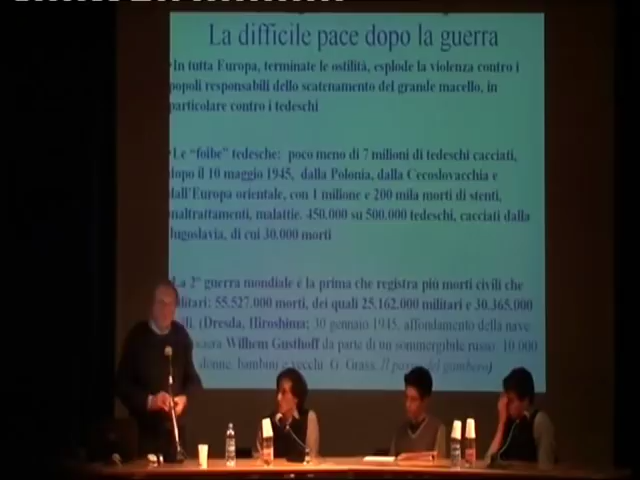 La difficile pace dopo la guerra
•In tutta Europa, terminate le ostilità, esplode la violenza contro i
popoli responsabili dello scatenamento del grande macello, in
particolare contro i tedeschi
•Le "foibe" tedesche: poco meno di 7 milioni di tedeschi cacciati,
dopo il 10 maggio 1945, dalla Polonia, dalla Cecoslovacchia e
dall'Europa orientale, con 1 milione e 200 mila morti di stenti,
maltrattamenti, malattie. 450.000 su 500.000 tedeschi, cacciati dalla
Iugoslavia, di cui 30.000 morti
La 2° guerra mondiale è la prima che registra più morti civili che
militari: 55.527.000 morti, dei quali 25.162.000 militari e 30.365.000
(Dresda, Hiroshima; 30 gennaio 1945, affondamento della nave
Wilhem Gusthoff da parte di un sommergibile russo: 10.000
donne, bambini e vecchi G. Grass, Il passo del gambero)